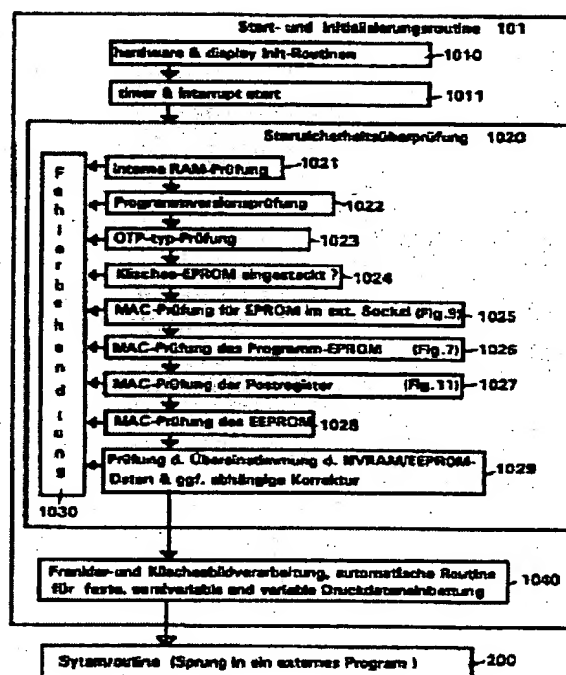 Start- und Initialisierungsroutine 101
hardware & display Init-Routinen 1010
timer & Interrupt start 1011
Startsicherheitsüberprüfung 1020
Fehlerbehandlung
interne RAM-Prüfung 1021
Programmversionsprüfung 1022
OTP-typ-Prüfung 1023
Klischee-EPROM eingesteckt ? 1024
MAC-Prüfung für EPROM im ext. Sockel (Fig.9) 1025
MAC-Prüfung des Programm-EPROM (Fig.7) 1026
MAC-Prüfung der Postregister (Fig.11) 1027
MAC-Prüfung des EEPROM 1028
Prüfung d. Übereinstimmung d. NVRAM/EEPROM-
Daten & ggf. abhängige Korrektur 1029
1030
Frankier-und Klischeebildverarbeitung, automatische Routine
für feste, semivariable und variable Druckdateneinbettung 1040
Sytemroutine (Sprung in ein externes Program ) 200